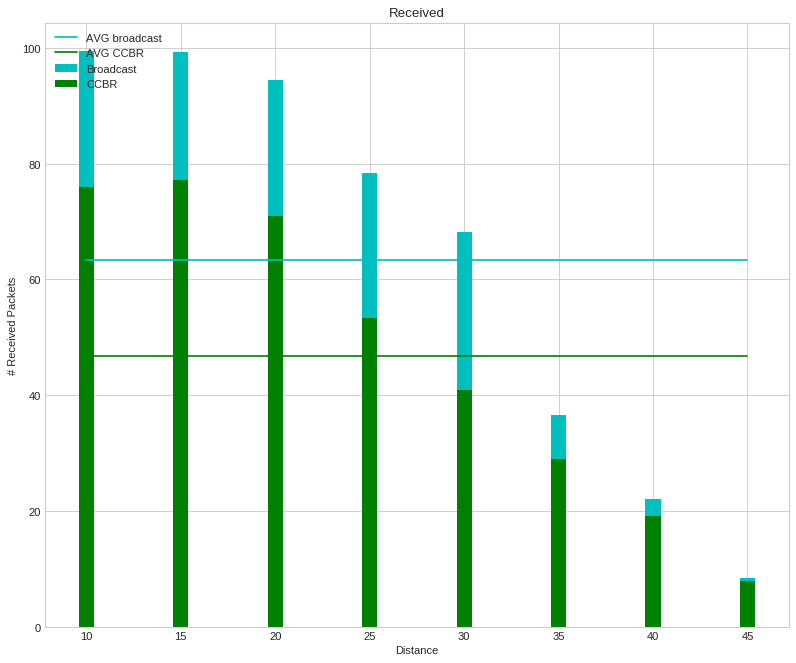 Received
100
80
60
40
20
0
# Received Packets
AVG broadcast
AVG CCBR
Broadcast
CCBR
10 15 20 25 30 35 40 45
Distance